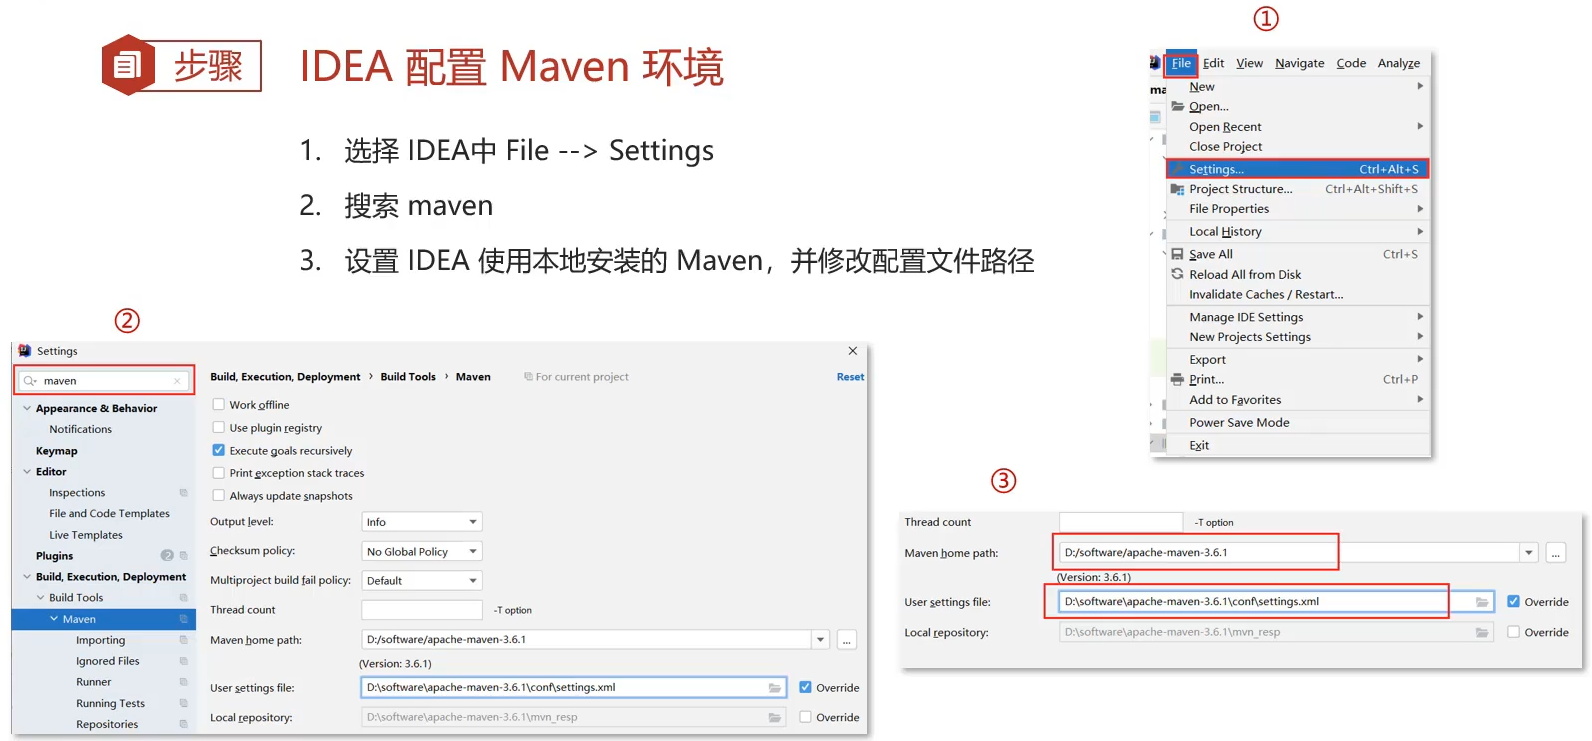 步骤
IDEA 配置 Maven 环境
1. 选择 IDEA中 File --> Settings
2. 搜索 maven
3. 设置 IDEA 使用本地安装的 Maven，并修改配置文件路径
①
File Edit View Navigate Code Analyze
ma
New
Open...
Open Recent
Close Project
Settings... Ctrl+Alt+S
Project Structure... Ctrl+Alt+Shift+S
File Properties
Local History
Save All Ctrl+S
Reload All from Disk
Invalidate Caches / Restart...
Manage IDE Settings
New Projects Settings
Export
Print... Ctrl+P
Add to Favorites
Power Save Mode
Exit
②
Settings
maven
Appearance & Behavior
Notifications
Keymap
Editor
Inspections
File and Code Templates
Live Templates
Plugins 2
Build, Execution, Deployment
Build Tools
Maven
Importing
Ignored Files
Runner
Running Tests
Repositories
Build, Execution, Deployment › Build Tools › Maven For current project Reset
Work offline
Use plugin registry
Execute goals recursively
Print exception stack traces
Always update snapshots
Output level: Info
Checksum policy: No Global Policy
Multiproject build fail policy: Default
Thread count -T option
Maven home path: D:/software/apache-maven-3.6.1 ...
(Version: 3.6.1)
User settings file: D:\software\apache-maven-3.6.1\conf\settings.xml Override
Local repository: D:\software\apache-maven-3.6.1\mvn_resp Override
③
Thread count -T option
Maven home path: D:/software/apache-maven-3.6.1 ...
(Version: 3.6.1)
User settings file: D:\software\apache-maven-3.6.1\conf\settings.xml Override
Local repository: D:\software\apache-maven-3.6.1\mvn_resp Override